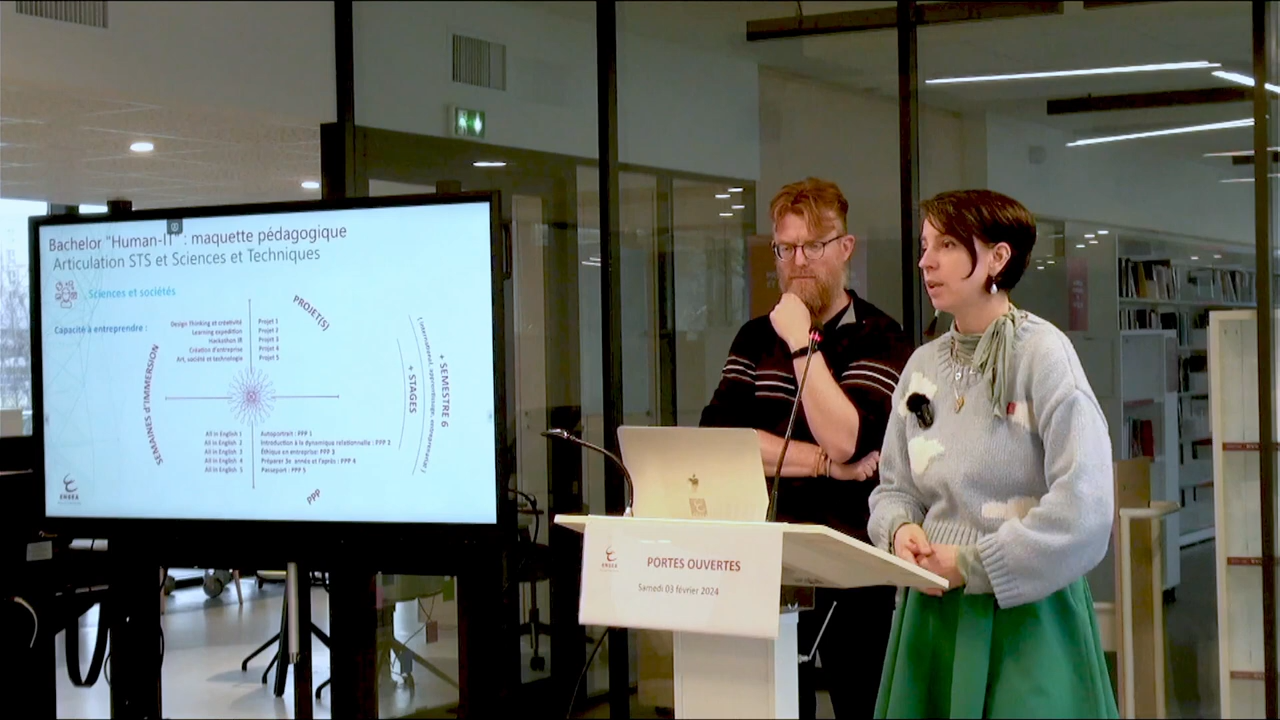 Bachelor "Human-IT" : maquette pédagogique
Articulation STS et Sciences et Techniques
Sciences et sociétés
Capacité à entreprendre :
PROJET(S)
Design Thinking et créativité Projet 1
Learning expedition Projet 2
Hackathon IR Projet 3
Création d'entreprise Projet 4
Art, société et technologie Projet 5
SEMAINES D'IMMERSION
+ STAGES
+ SEMESTRE 6
All in English 1 Autoportrait : PPP 1
All in English 2 Introduction à la dynamique relationnelle : PPP 2
All in English 3 Éthique en entreprise: PPP 3
All in English 4 Préparer 3e année et l'après : PPP 4
All in English 5 Passeport : PPP 5
PPP
ENSEA
ENSEA
PORTES OUVERTES
Samedi 03 février 2024